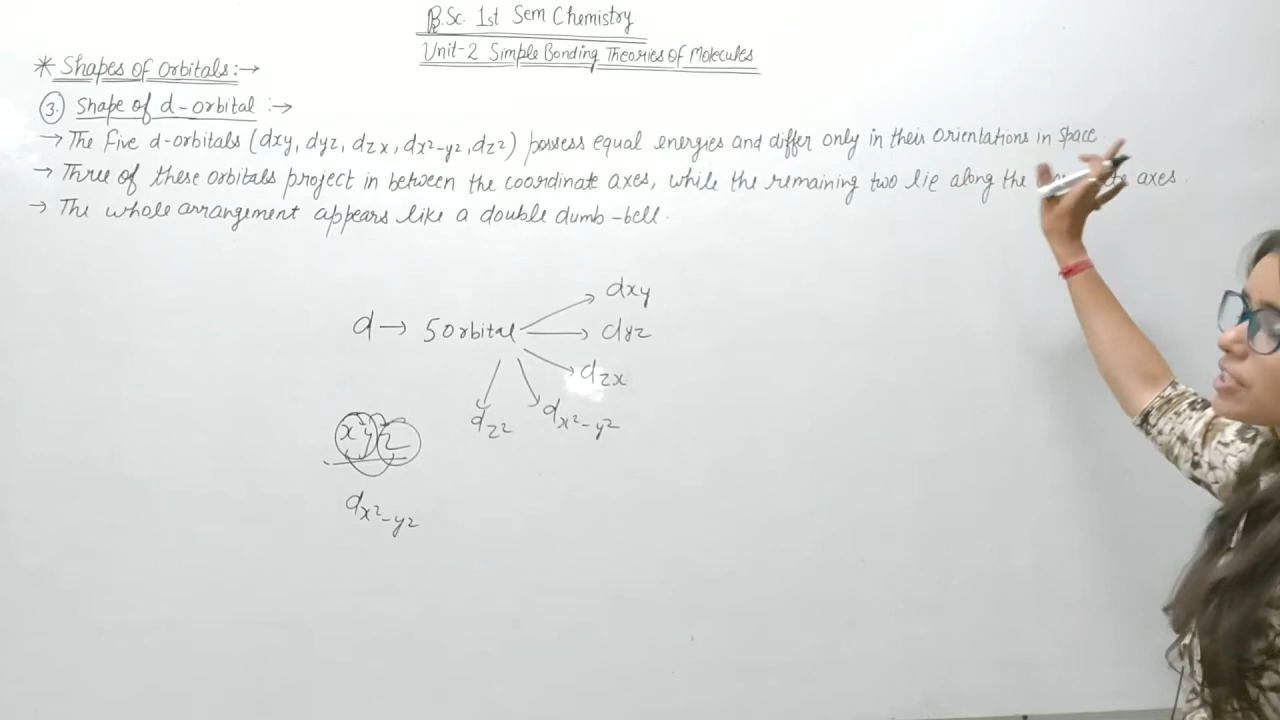 B.Sc. 1st Sem Chemistry
Unit-2 Simple Bonding Theories of Molecules
* Shapes of Orbitals:→
3. Shape of d-orbital :→
→ The five d-orbitals (dxy, dyz, dzx, dx²-y², dz²) possess equal energies and differ only in their orientations in space
→ Three of these orbitals project in between the coordinate axes, while the remaining two lie along the axes.
→ The whole arrangement appears like a double dumb-bell.
dxy
d → 5 orbital dyz
dzx
dz² dx²-y²
x y z
dx²-y²